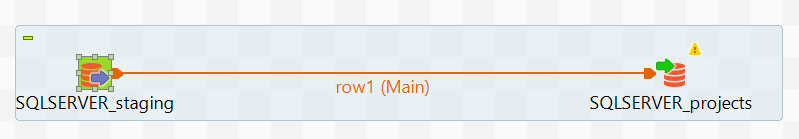 row1 (Main)
SQLSERVER_staging
SQLSERVER_projects